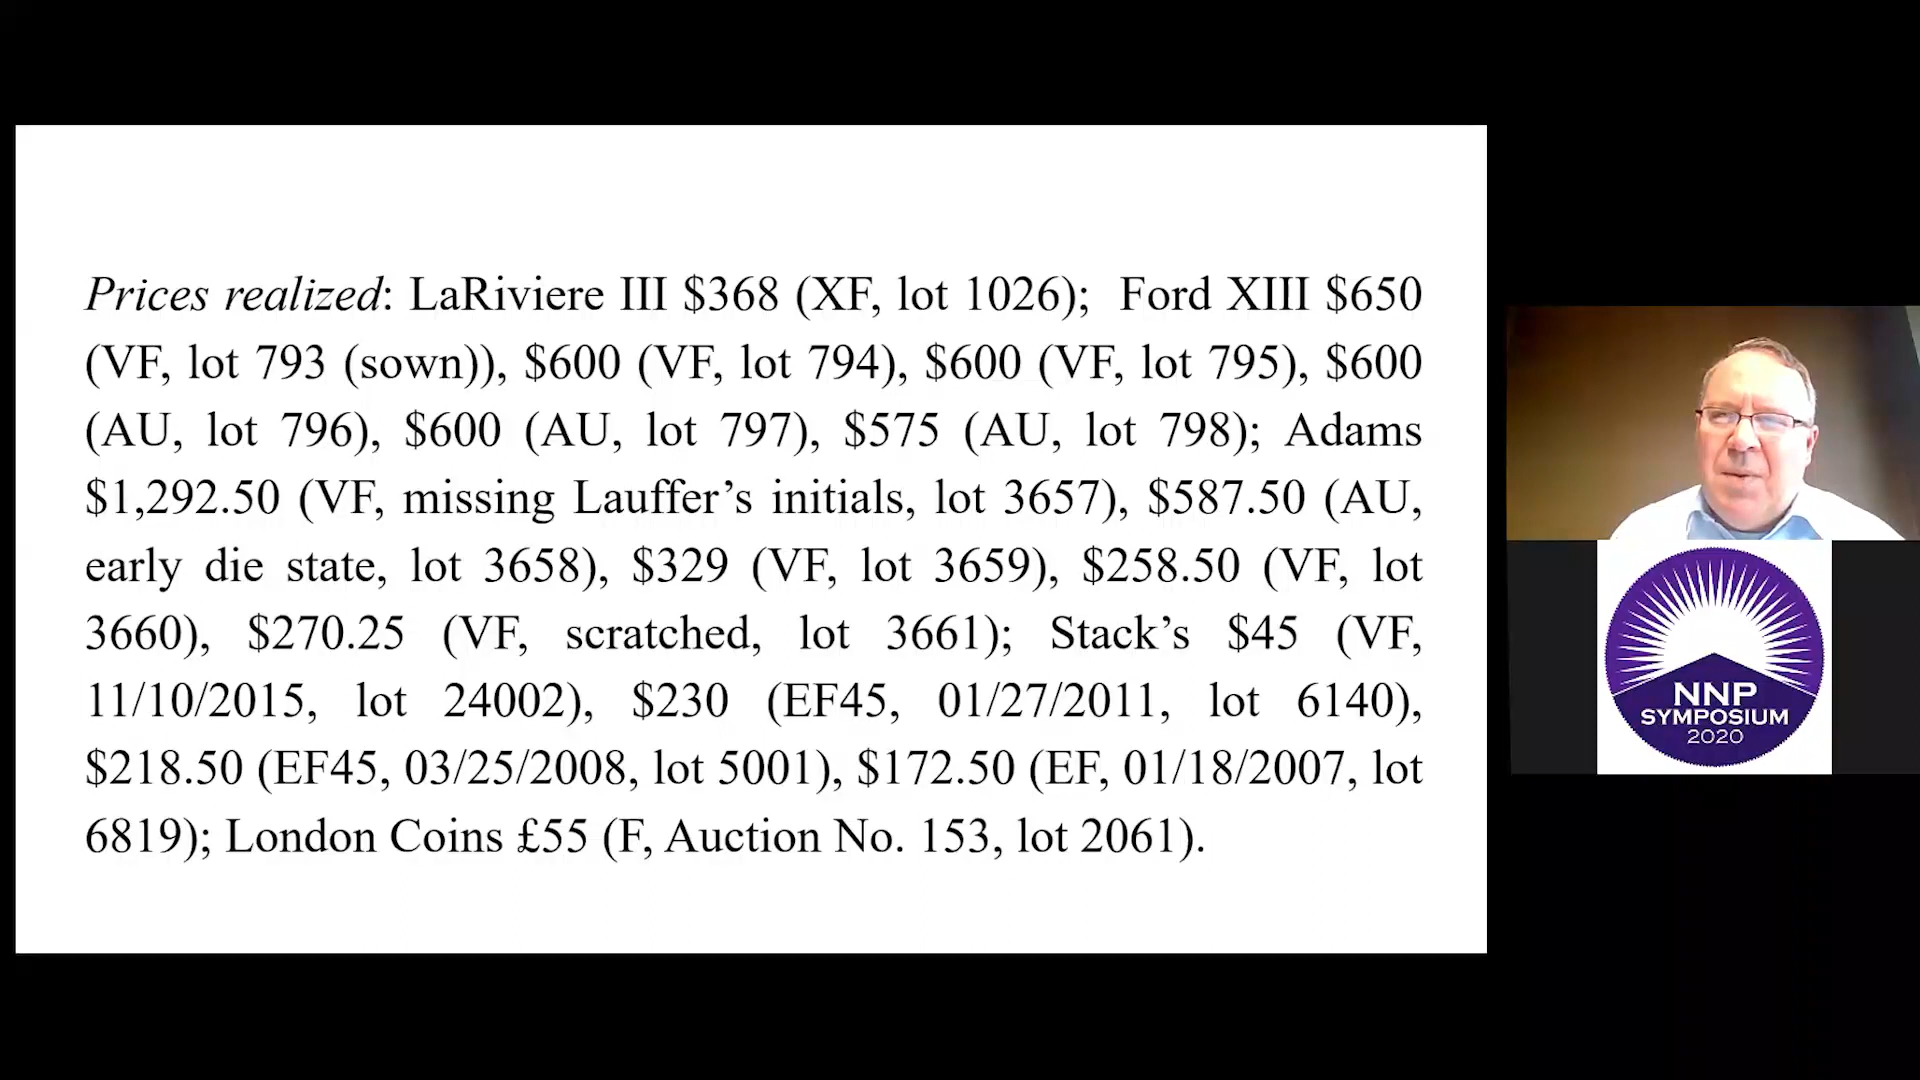 Prices realized: LaRiviere III $368 (XF, lot 1026);  Ford XIII $650
(VF, lot 793 (sown)), $600 (VF, lot 794), $600 (VF, lot 795), $600
(AU, lot 796), $600 (AU, lot 797), $575 (AU, lot 798); Adams
$1,292.50 (VF, missing Lauffer’s initials, lot 3657), $587.50 (AU,
early die state, lot 3658), $329 (VF, lot 3659), $258.50 (VF, lot
3660), $270.25 (VF, scratched, lot 3661); Stack’s $45 (VF,
11/10/2015, lot 24002), $230 (EF45, 01/27/2011, lot 6140),
$218.50 (EF45, 03/25/2008, lot 5001), $172.50 (EF, 01/18/2007, lot
6819); London Coins £55 (F, Auction No. 153, lot 2061).
NNP
SYMPOSIUM
2020